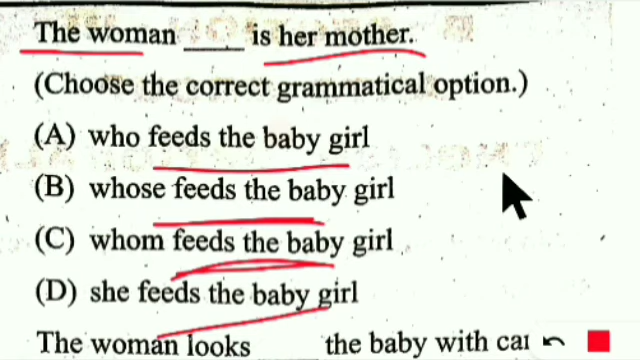 The woman ____ is her mother.
(Choose the correct grammatical option.)
(A) who feeds the baby girl
(B) whose feeds the baby girl
(C) whom feeds the baby girl
(D) she feeds the baby girl
The woman looks the baby with